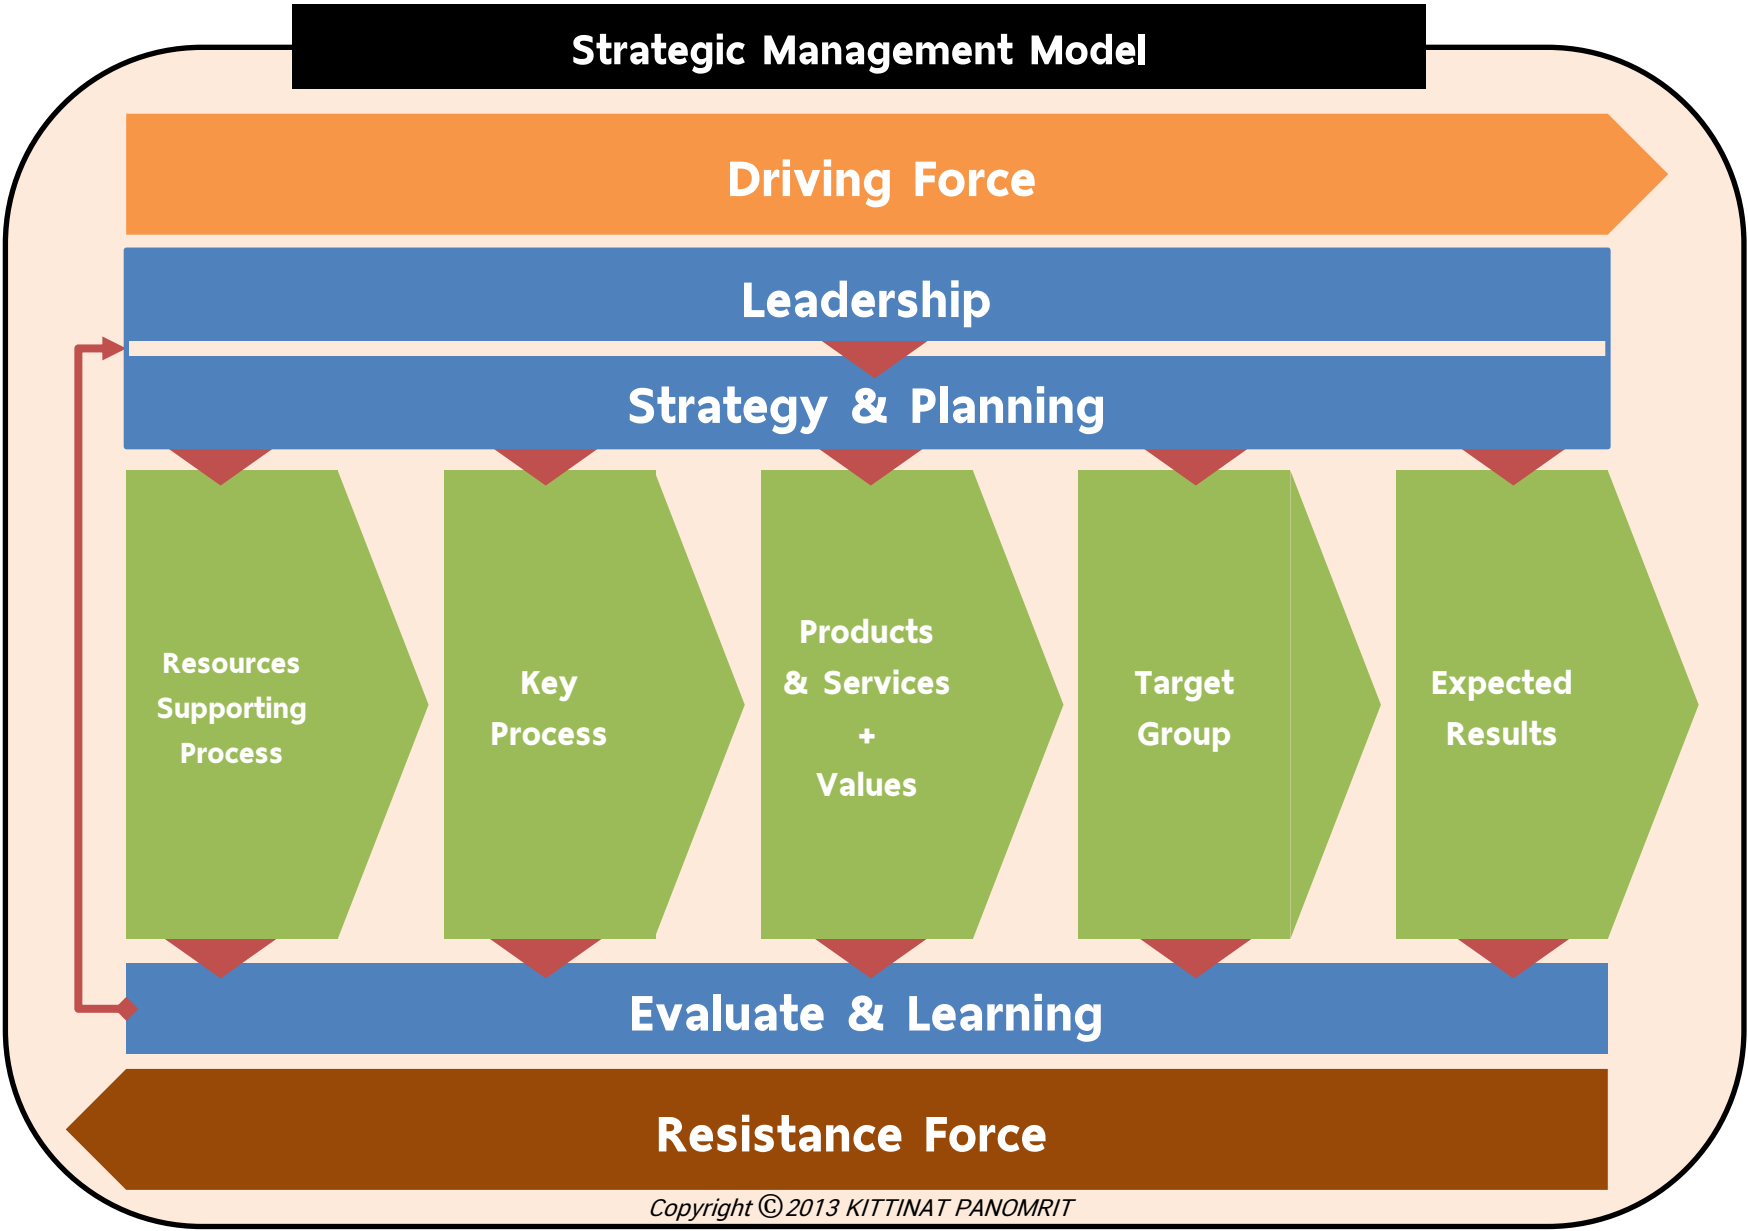 Strategic Management Model
Driving Force
Leadership
Strategy & Planning
Resources
Supporting
Process
Key
Process
Products
& Services
+
Values
Target
Group
Expected
Results
Evaluate & Learning
Resistance Force
Copyright ©2013 KITTINAT PANOMRIT